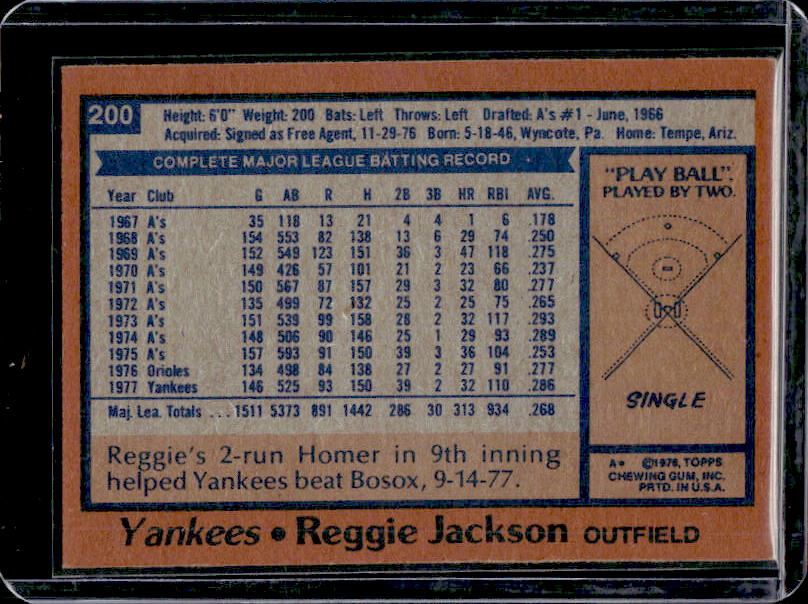 200
Height: 6'0" Weight: 200 Bats: Left Throws: Left Drafted: A's #1 - June, 1966
Acquired: Signed as Free Agent, 11-29-76 Born: 5-18-46, Wyncote, Pa. Home: Tempe, Ariz.
COMPLETE MAJOR LEAGUE BATTING RECORD
Year Club G AB R H 2B 3B HR RBI AVG.
1967 A's 35 118 13 21 4 4 1 6 .178
1968 A's 154 553 82 138 13 6 29 74 .250
1969 A's 152 549 123 151 36 3 47 118 .275
1970 A's 149 426 57 101 21 2 23 66 .237
1971 A's 150 567 87 157 29 3 32 80 .277
1972 A's 135 499 72 132 25 2 25 75 .265
1973 A's 151 539 99 158 28 2 32 117 .293
1974 A's 148 506 90 146 25 1 29 93 .289
1975 A's 157 593 91 150 39 3 36 104 .253
1976 Orioles 134 498 84 138 27 2 27 91 .277
1977 Yankees 146 525 93 150 39 2 32 110 .286
Maj. Lea. Totals ... 1511 5373 891 1442 286 30 313 934 .268
Reggie's 2-run Homer in 9th inning
helped Yankees beat Bosox, 9-14-77.
"PLAY BALL".
PLAYED BY TWO.
SINGLE
A* ©1978, TOPPS
CHEWING GUM, INC.
PRTD. IN U.S.A.
Yankees • Reggie Jackson OUTFIELD